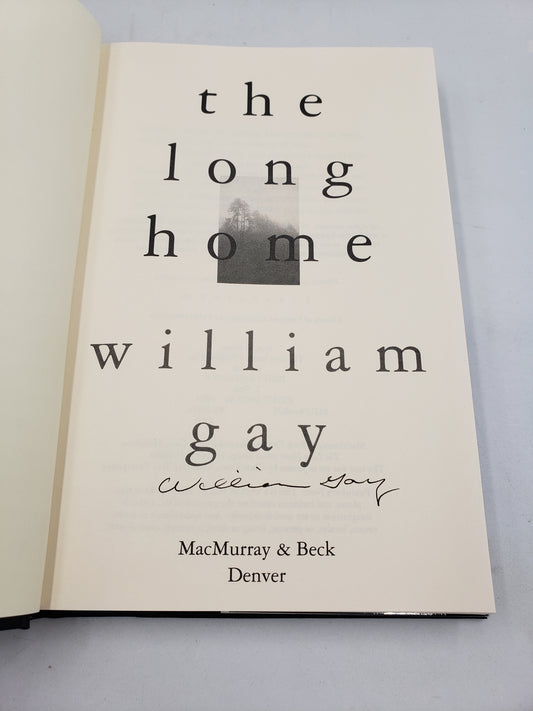 the
long
home
william
gay
William Gay
MacMurray & Beck
Denver